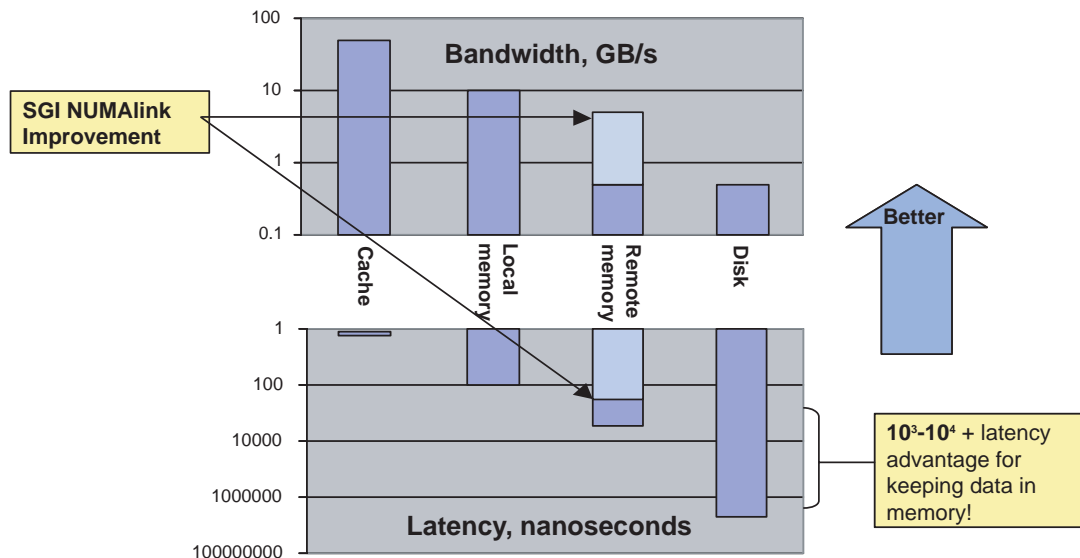 100
10
1
0.1
Bandwidth, GB/s
SGI NUMAlink
Improvement
Better
Cache
Local
memory
Remote
memory
Disk
1
100
10000
1000000
100000000
Latency, nanoseconds
10³-10⁴ + latency
advantage for
keeping data in
memory!